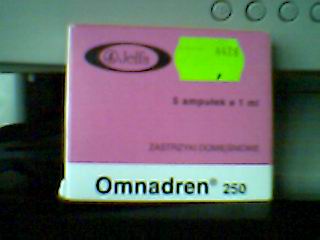 Jelfa
5 ampułek a 1 ml
ZASTRZYKI DOMIĘŚNIOWE
Omnadren® 250